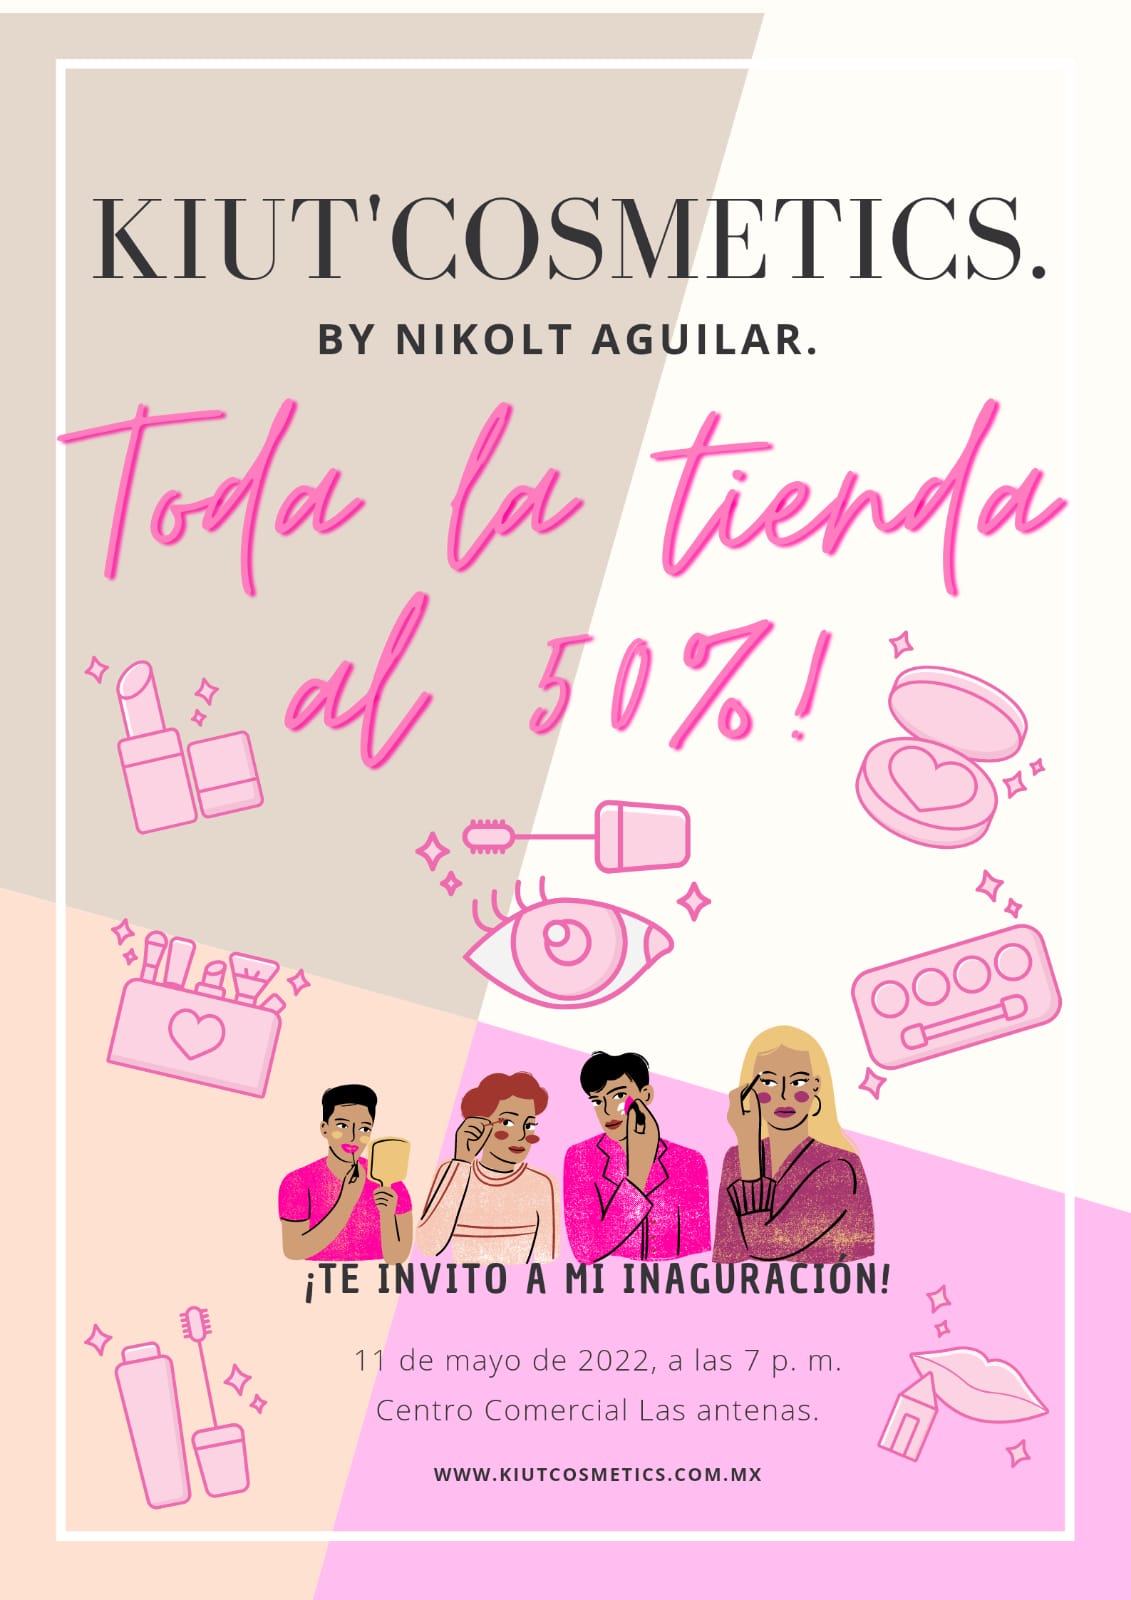 KIUT'COSMETICS.
BY NIKOLT AGUILAR.
Toda la tienda
al 50%!
¡TE INVITO A MI INAGURACIÓN!
11 de mayo de 2022, a las 7 p. m.
Centro Comercial Las antenas.
WWW.KIUTCOSMETICS.COM.MX